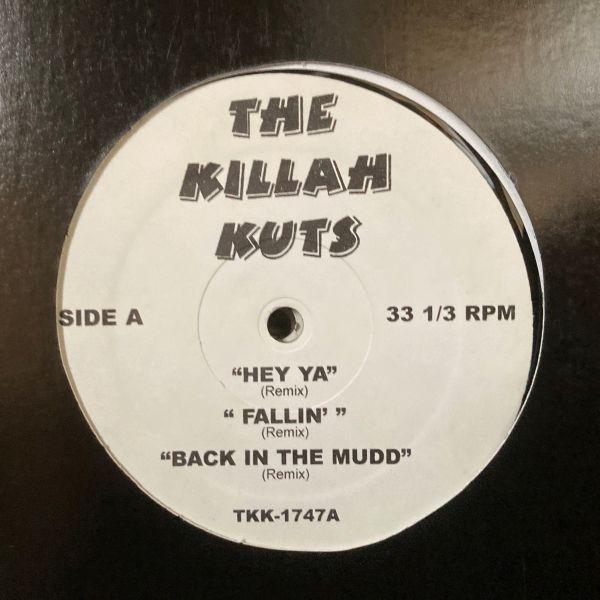 THE
KILLAH
KUTS
SIDE A
33 1/3 RPM
“HEY YA”
(Remix)
“ FALLIN’ ”
(Remix)
“BACK IN THE MUDD”
(Remix)
TKK-1747A